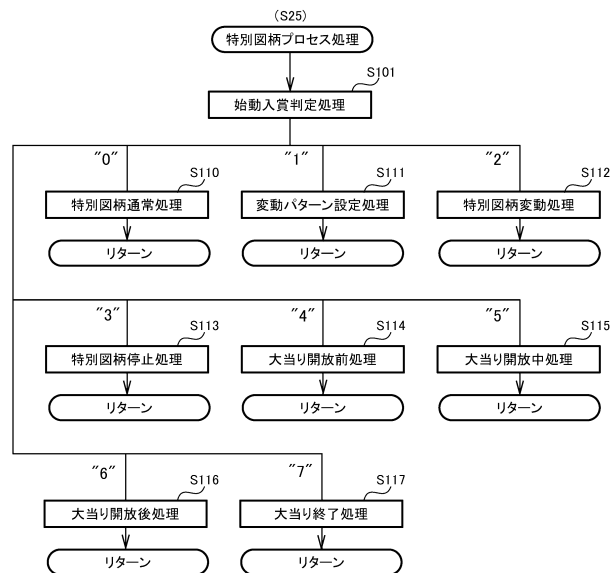 (S25)
特別図柄プロセス処理
S101
始動入賞判定処理
"0"
"1"
"2"
S110
S111
S112
特別図柄通常処理
変動パターン設定処理
特別図柄変動処理
リターン
リターン
リターン
"3"
"4"
"5"
S113
S114
S115
特別図柄停止処理
大当り開放前処理
大当り開放中処理
リターン
リターン
リターン
"6"
"7"
S116
S117
大当り開放後処理
大当り終了処理
リターン
リターン